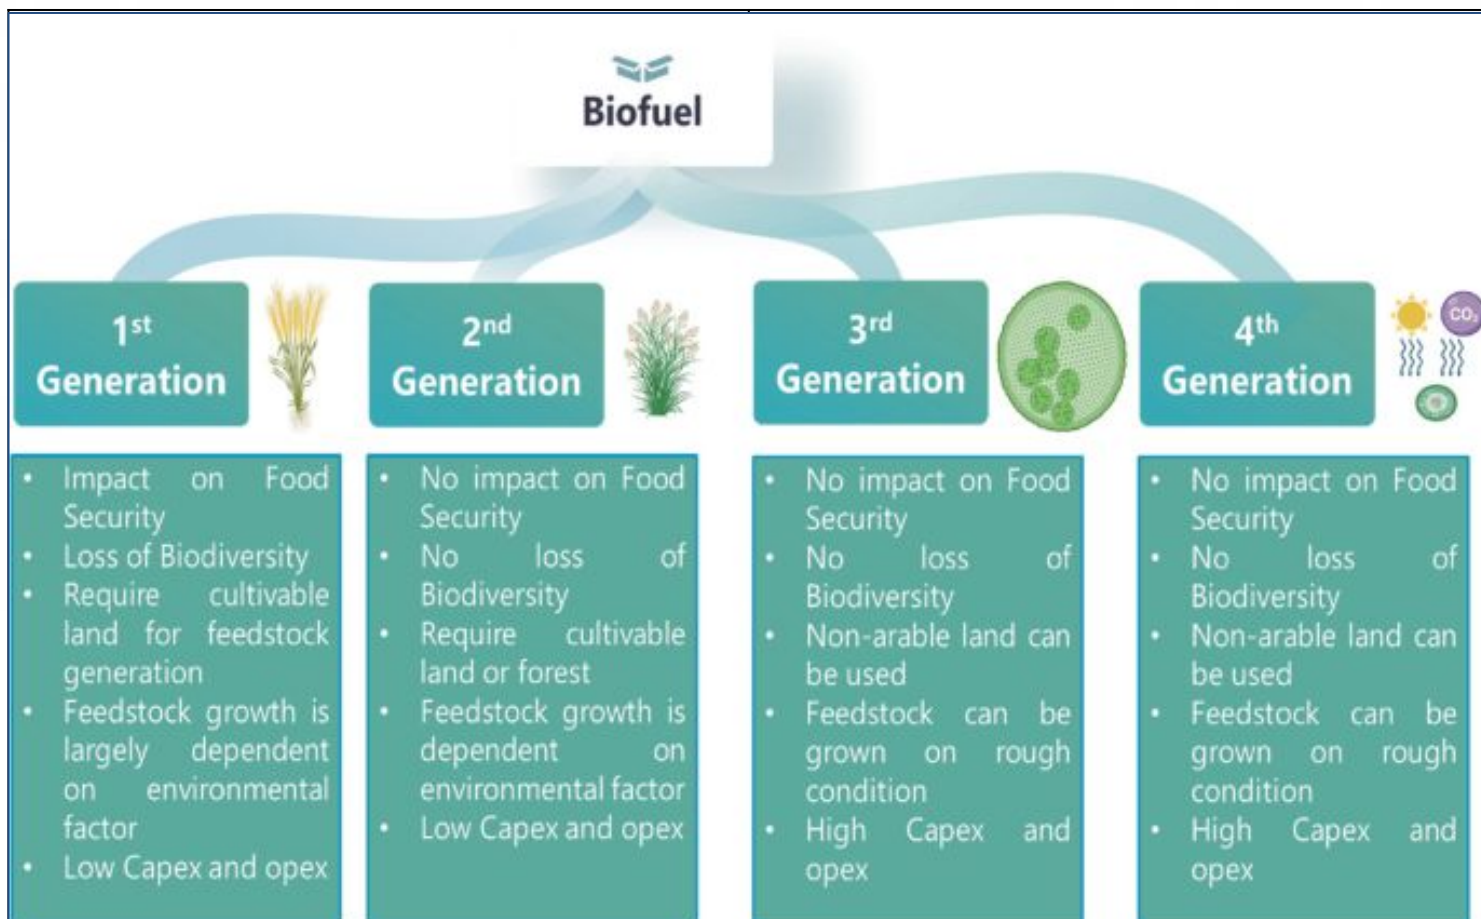 Biofuel
1st
Generation
2nd
Generation
3rd
Generation
4th
Generation
CO2
• Impact on Food
Security
• Loss of Biodiversity
• Require cultivable
land for feedstock
generation
• Feedstock growth is
largely dependent
on environmental
factor
• Low Capex and opex
• No impact on Food
Security
• No loss of
Biodiversity
• Require cultivable
land or forest
• Feedstock growth is
dependent on
environmental factor
• Low Capex and opex
• No impact on Food
Security
• No loss of
Biodiversity
• Non-arable land can
be used
• Feedstock can be
grown on rough
condition
• High Capex and
opex
• No impact on Food
Security
• No loss of
Biodiversity
• Non-arable land can
be used
• Feedstock can be
grown on rough
condition
• High Capex and
opex